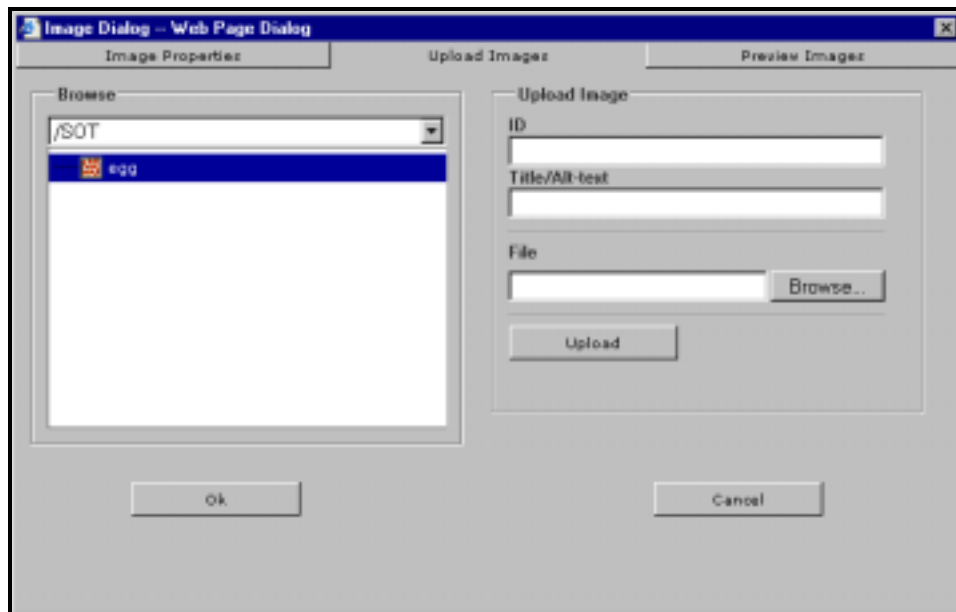 Image Dialog -- Web Page Dialog
Image Properties
Upload Images
Preview Images
Browse
/SOT
egg
Upload Image
ID
Title/Alt-text
File
Browse...
Upload
Ok
Cancel